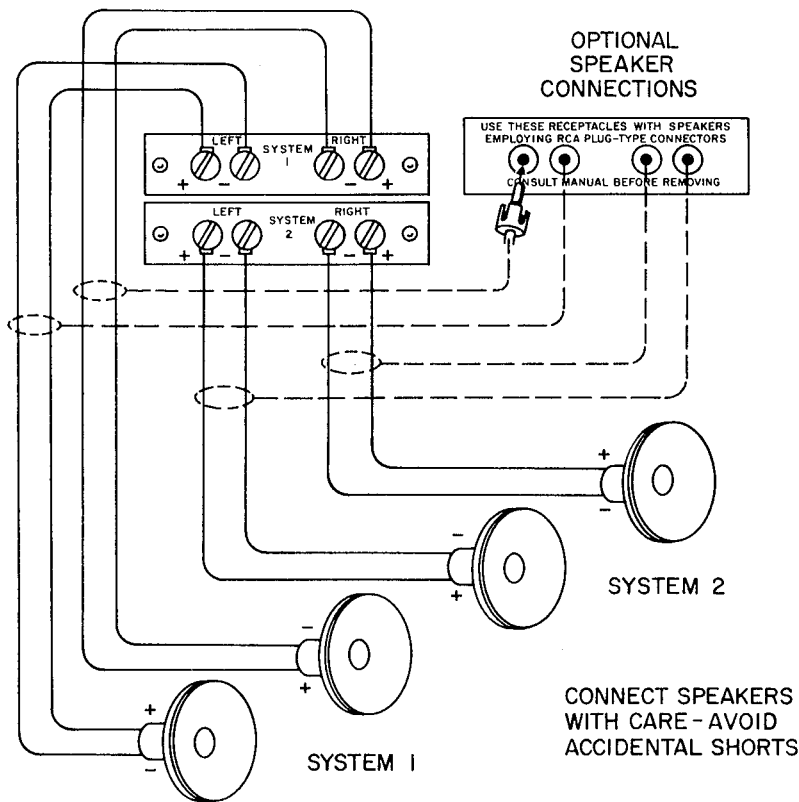 OPTIONAL
SPEAKER
CONNECTIONS
USE THESE RECEPTACLES WITH SPEAKERS
EMPLOYING RCA PLUG-TYPE CONNECTORS
CONSULT MANUAL BEFORE REMOVING
LEFT SYSTEM RIGHT
1
+ - - +
LEFT SYSTEM RIGHT
2
+ - - +
+
-
-
+
SYSTEM 2
-
+
+
-
SYSTEM 1
CONNECT SPEAKERS
WITH CARE - AVOID
ACCIDENTAL SHORTS